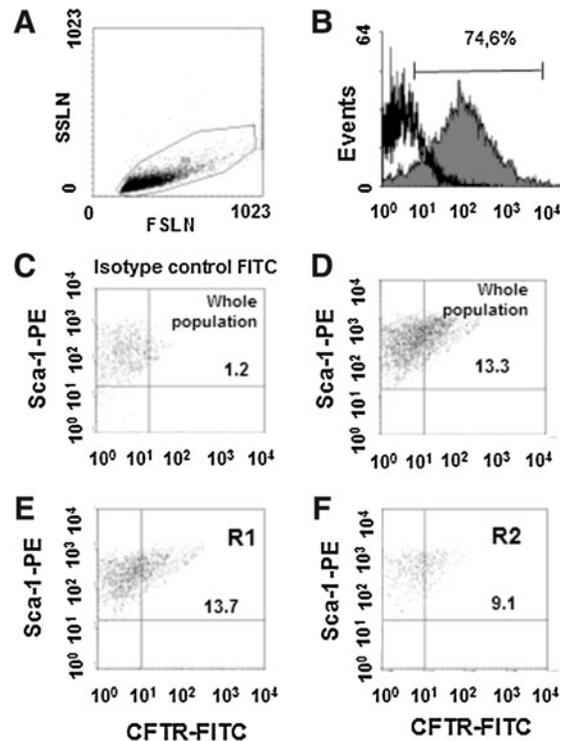 A
1023
SSLN
0
0
1023
FSLN
B
74,6%
64
Events
0
10⁰ 10¹ 10² 10³ 10⁴
C
Isotype control FITC
Whole
population
1.2
Sca-1-PE
10⁰ 10¹ 10² 10³ 10⁴
10⁰ 10¹ 10² 10³ 10⁴
D
Whole
population
13.3
Sca-1-PE
10⁰ 10¹ 10² 10³ 10⁴
10⁰ 10¹ 10² 10³ 10⁴
E
R1
13.7
Sca-1-PE
10⁰ 10¹ 10² 10³ 10⁴
10⁰ 10¹ 10² 10³ 10⁴
CFTR-FITC
F
R2
9.1
Sca-1-PE
10⁰ 10¹ 10² 10³ 10⁴
10⁰ 10¹ 10² 10³ 10⁴
CFTR-FITC